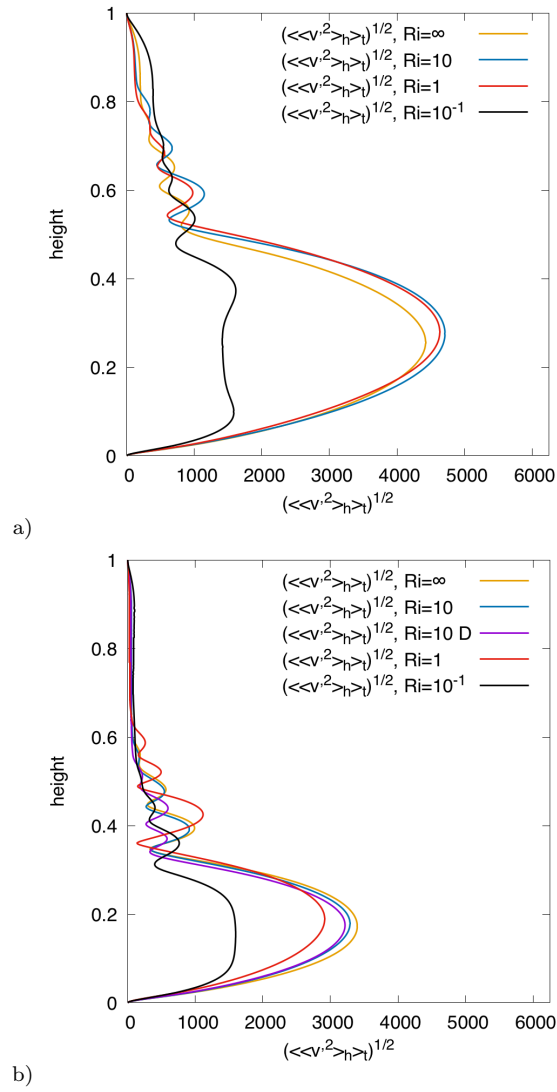 (<<v'²>ₕ>ₜ)¹/², Ri=∞
(<<v'²>ₕ>ₜ)¹/², Ri=10
(<<v'²>ₕ>ₜ)¹/², Ri=1
(<<v'²>ₕ>ₜ)¹/², Ri=10⁻¹
1
0.8
0.6
0.4
0.2
0
height
0 1000 2000 3000 4000 5000 6000
(<<v'²>ₕ>ₜ)¹/²
a)
(<<v'²>ₕ>ₜ)¹/², Ri=∞
(<<v'²>ₕ>ₜ)¹/², Ri=10
(<<v'²>ₕ>ₜ)¹/², Ri=10 D
(<<v'²>ₕ>ₜ)¹/², Ri=1
(<<v'²>ₕ>ₜ)¹/², Ri=10⁻¹
1
0.8
0.6
0.4
0.2
0
height
0 1000 2000 3000 4000 5000 6000
(<<v'²>ₕ>ₜ)¹/²
b)